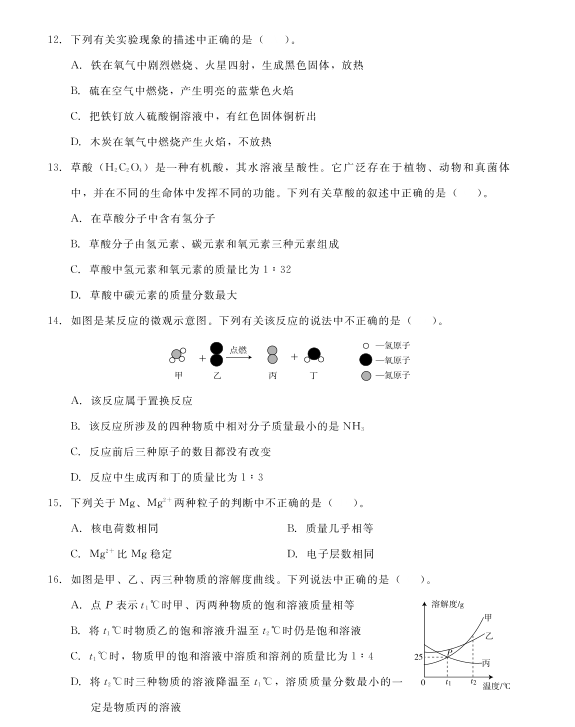 12. 下列有关实验现象的描述中正确的是（　　）。
A. 铁在氧气中剧烈燃烧、火星四射，生成黑色固体，放热
B. 硫在空气中燃烧，产生明亮的蓝紫色火焰
C. 把铁钉放入硫酸铜溶液中，有红色固体铜析出
D. 木炭在氧气中燃烧产生火焰，不放热
13. 草酸（H₂C₂O₄）是一种有机酸，其水溶液呈酸性。它广泛存在于植物、动物和真菌体
中，并在不同的生命体中发挥不同的功能。下列有关草酸的叙述中正确的是（　　）。
A. 在草酸分子中含有氢分子
B. 草酸分子由氢元素、碳元素和氧元素三种元素组成
C. 草酸中氢元素和氧元素的质量比为 1∶32
D. 草酸中碳元素的质量分数最大
14. 如图是某反应的微观示意图。下列有关该反应的说法中不正确的是（　　）。
+ 点燃 +
甲 乙 丙 丁
—氢原子
—氧原子
—氮原子
A. 该反应属于置换反应
B. 该反应所涉及的四种物质中相对分子质量最小的是 NH₃
C. 反应前后三种原子的数目都没有改变
D. 反应中生成丙和丁的质量比为 1∶3
15. 下列关于 Mg、Mg²⁺ 两种粒子的判断中不正确的是（　　）。
A. 核电荷数相同 B. 质量几乎相等
C. Mg²⁺ 比 Mg 稳定 D. 电子层数相同
16. 如图是甲、乙、丙三种物质的溶解度曲线。下列说法中正确的是（　　）。
A. 点 P 表示 t₁℃时甲、丙两种物质的饱和溶液质量相等
B. 将 t₁℃时物质乙的饱和溶液升温至 t₂℃时仍是饱和溶液
C. t₁℃时，物质甲的饱和溶液中溶质和溶剂的质量比为 1∶4
D. 将 t₂℃时三种物质的溶液降温至 t₁℃，溶质质量分数最小的一
定是物质丙的溶液
溶解度/g
甲
乙
P
25
丙
0 t₁ t₂ 温度/℃